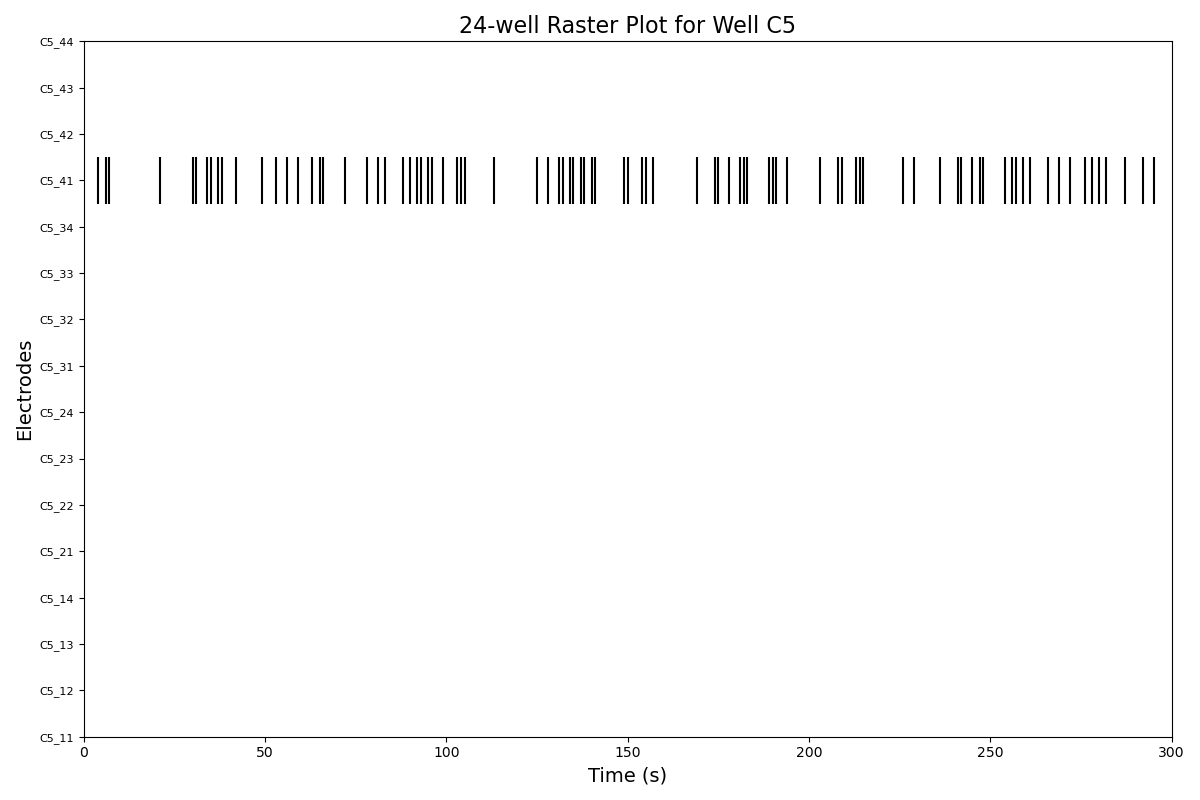 24-well Raster Plot for Well C5
C5_44
C5_43
C5_42
C5_41
C5_34
C5_33
C5_32
C5_31
C5_24
C5_23
C5_22
C5_21
C5_14
C5_13
C5_12
C5_11
Electrodes
0 50 100 150 200 250 300
Time (s)